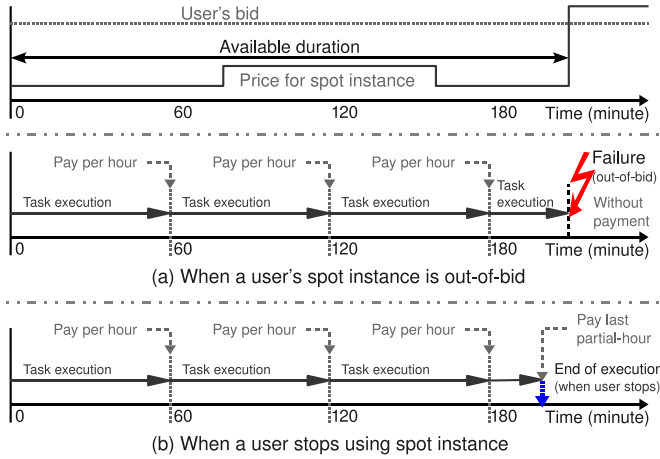 User's bid
Available duration
Price for spot instance
0 60 120 180 Time (minute)
Pay per hour Pay per hour Pay per hour Failure
(out-of-bid)
Task execution Task execution Task execution Task
execution Without
payment
0 60 120 180 Time (minute)
(a) When a user's spot instance is out-of-bid
Pay per hour Pay per hour Pay per hour Pay last
partial-hour
Task execution Task execution Task execution End of execution
(when user stops)
0 60 120 180 Time (minute)
(b) When a user stops using spot instance